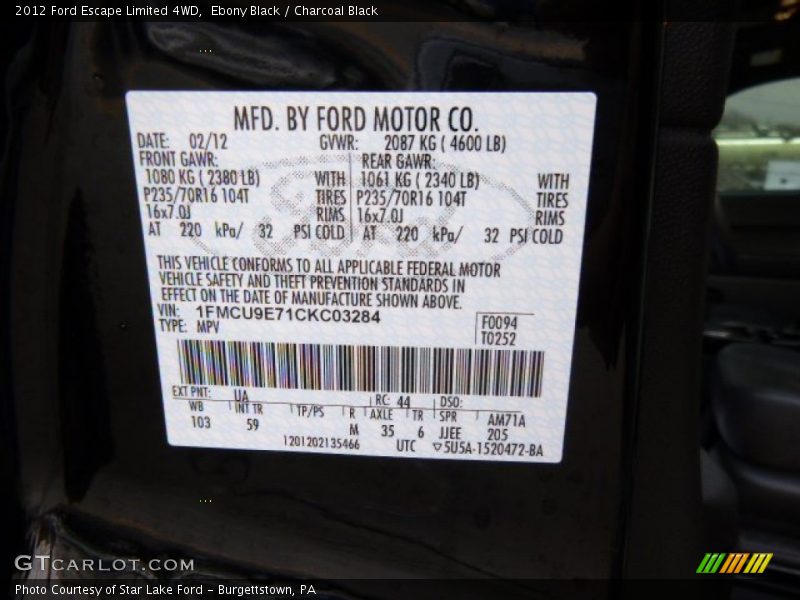 2012 Ford Escape Limited 4WD,  Ebony Black / Charcoal Black
MFD. BY FORD MOTOR CO.
DATE: 02/12 GVWR: 2087 KG ( 4600 LB)
FRONT GAWR: REAR GAWR:
1080 KG ( 2380 LB) WITH 1061 KG ( 2340 LB) WITH
P235/70R16 104T TIRES P235/70R16 104T TIRES
16x7.0J RIMS 16x7.0J RIMS
AT 220 kPa/ 32 PSI COLD AT 220 kPa/ 32 PSI COLD
THIS VEHICLE CONFORMS TO ALL APPLICABLE FEDERAL MOTOR
VEHICLE SAFETY AND THEFT PREVENTION STANDARDS IN
EFFECT ON THE DATE OF MANUFACTURE SHOWN ABOVE.
VIN: 1FMCU9E71CKC03284
TYPE: MPV
F0094
T0252
EXT PNT: UA RC: 44 DSO:
WB INT TR TP/PS R AXLE TR SPR AM71A
103 59 M 35 6 JJEE 205
1201202135466 UTC ▽5U5A-1520472-BA
Ford
GTCARLOT.COM
Photo Courtesy of Star Lake Ford - Burgettstown, PA